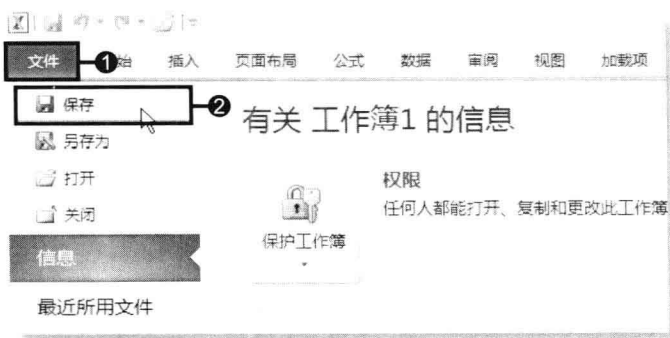 文件 1 始 插入 页面布局 公式 数据 审阅 视图 加载项
保存 2
另存为
打开
关闭
信息
最近所用文件
有关 工作簿1 的信息
权限
任何人都能打开、复制和更改此工作簿
保护工作簿